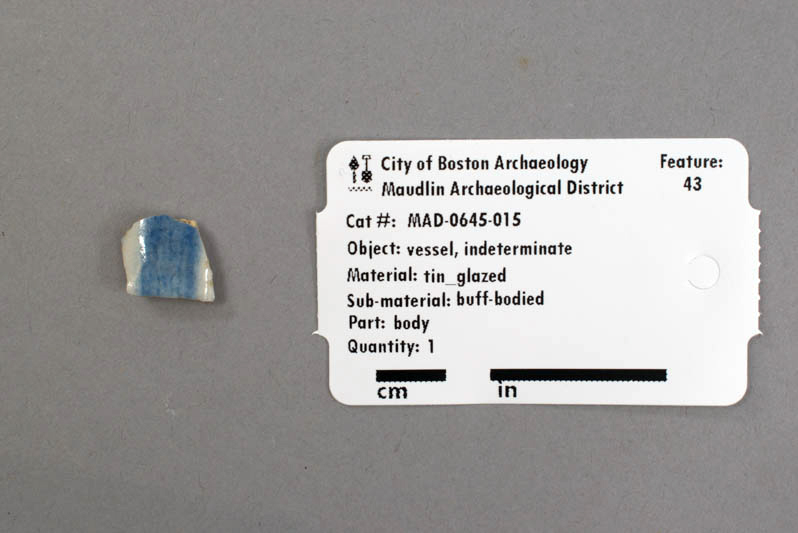 City of Boston Archaeology
Maudlin Archaeological District
Feature:
43
Cat #: MAD-0645-015
Object: vessel, indeterminate
Material: tin_glazed
Sub-material: buff-bodied
Part: body
Quantity: 1
cm
in